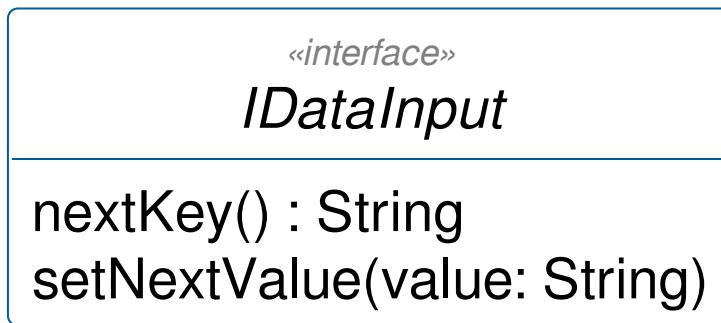 «interface»
IDataInput
nextKey() : String
setNextValue(value: String)